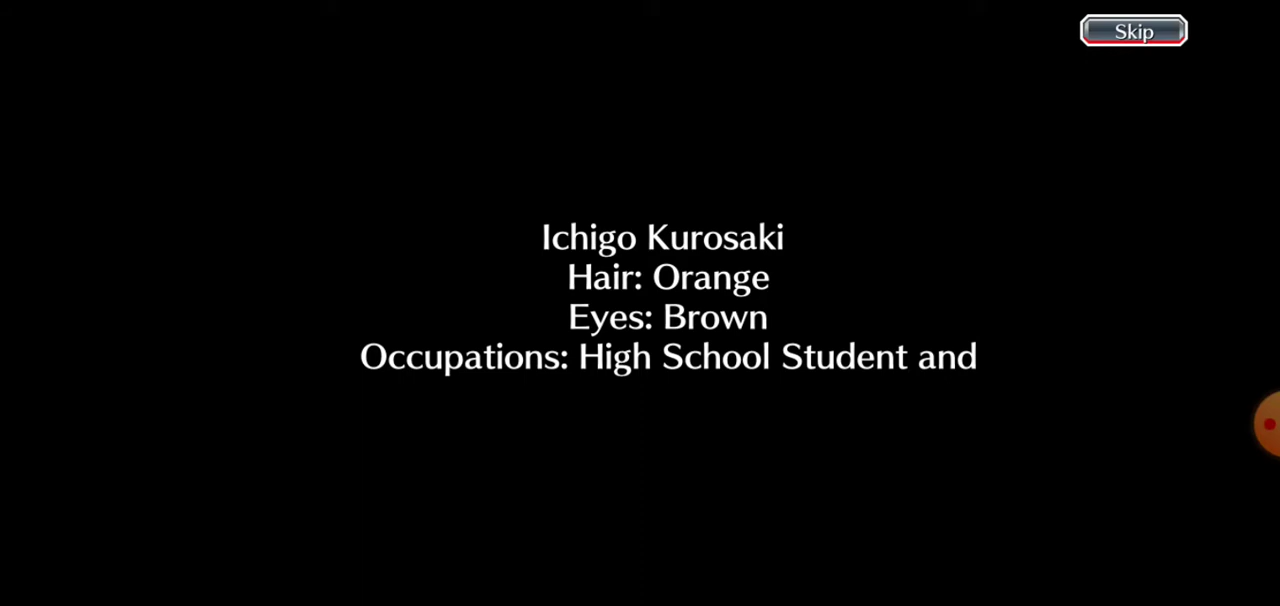 Skip
Ichigo Kurosaki
Hair: Orange
Eyes: Brown
Occupations: High School Student and